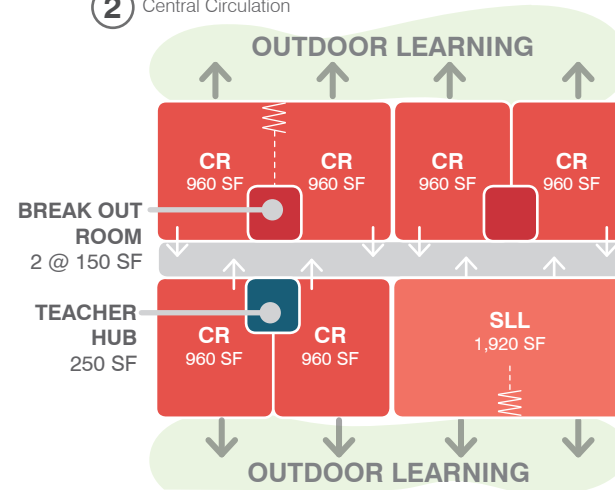 2 Central Circulation
OUTDOOR LEARNING
CR
960 SF
CR
960 SF
CR
960 SF
CR
960 SF
BREAK OUT
ROOM
2 @ 150 SF
TEACHER
HUB
250 SF
CR
960 SF
CR
960 SF
SLL
1,920 SF
OUTDOOR LEARNING